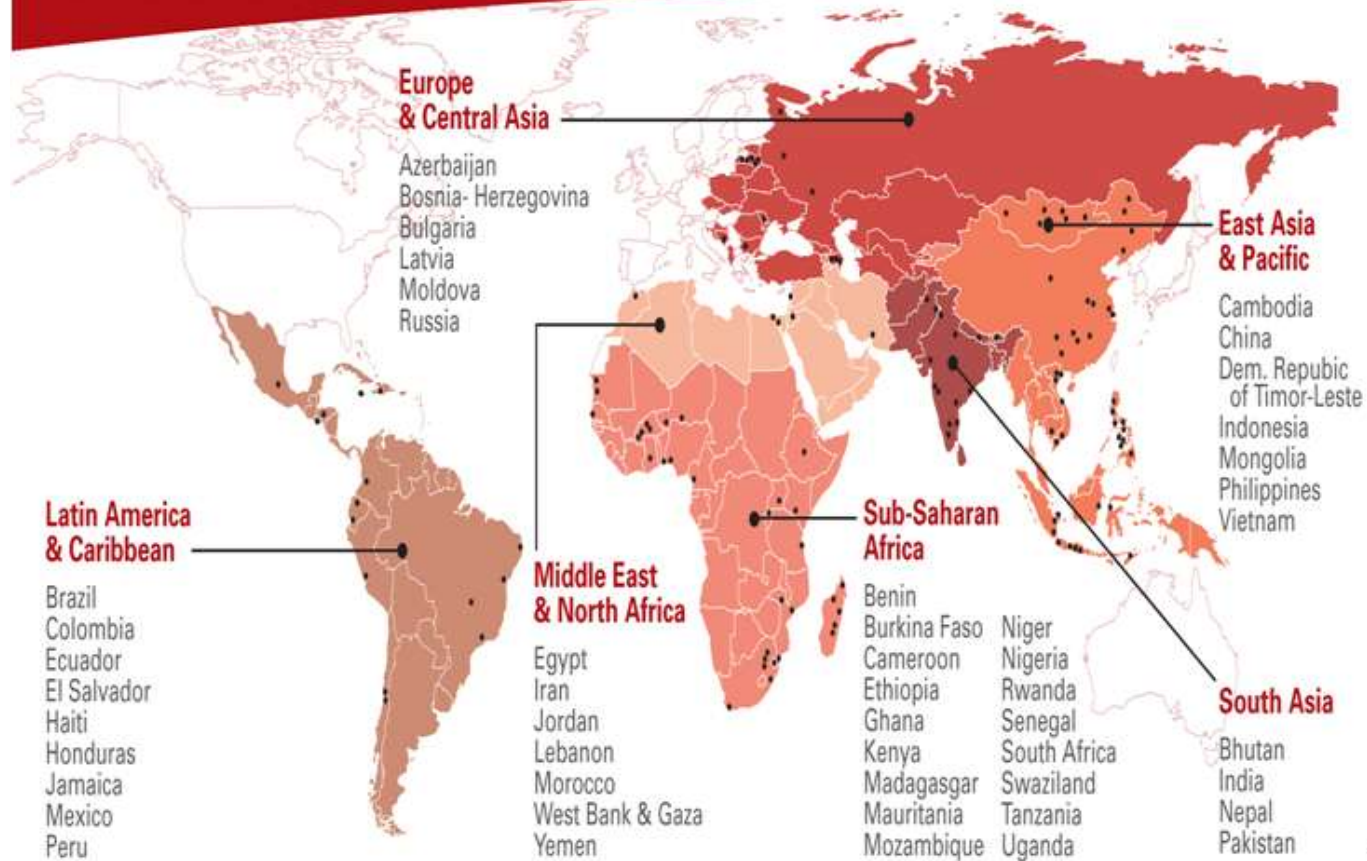 Europe
& Central Asia
Azerbaijan
Bosnia- Herzegovina
Bulgaria
Latvia
Moldova
Russia
East Asia
& Pacific
Cambodia
China
Dem. Repubic
of Timor-Leste
Indonesia
Mongolia
Philippines
Vietnam
Latin America
& Caribbean
Brazil
Colombia
Ecuador
El Salvador
Haiti
Honduras
Jamaica
Mexico
Peru
Middle East
& North Africa
Egypt
Iran
Jordan
Lebanon
Morocco
West Bank & Gaza
Yemen
Sub-Saharan
Africa
Benin
Burkina Faso
Cameroon
Ethiopia
Ghana
Kenya
Madagasgar
Mauritania
Mozambique
Niger
Nigeria
Rwanda
Senegal
South Africa
Swaziland
Tanzania
Uganda
South Asia
Bhutan
India
Nepal
Pakistan